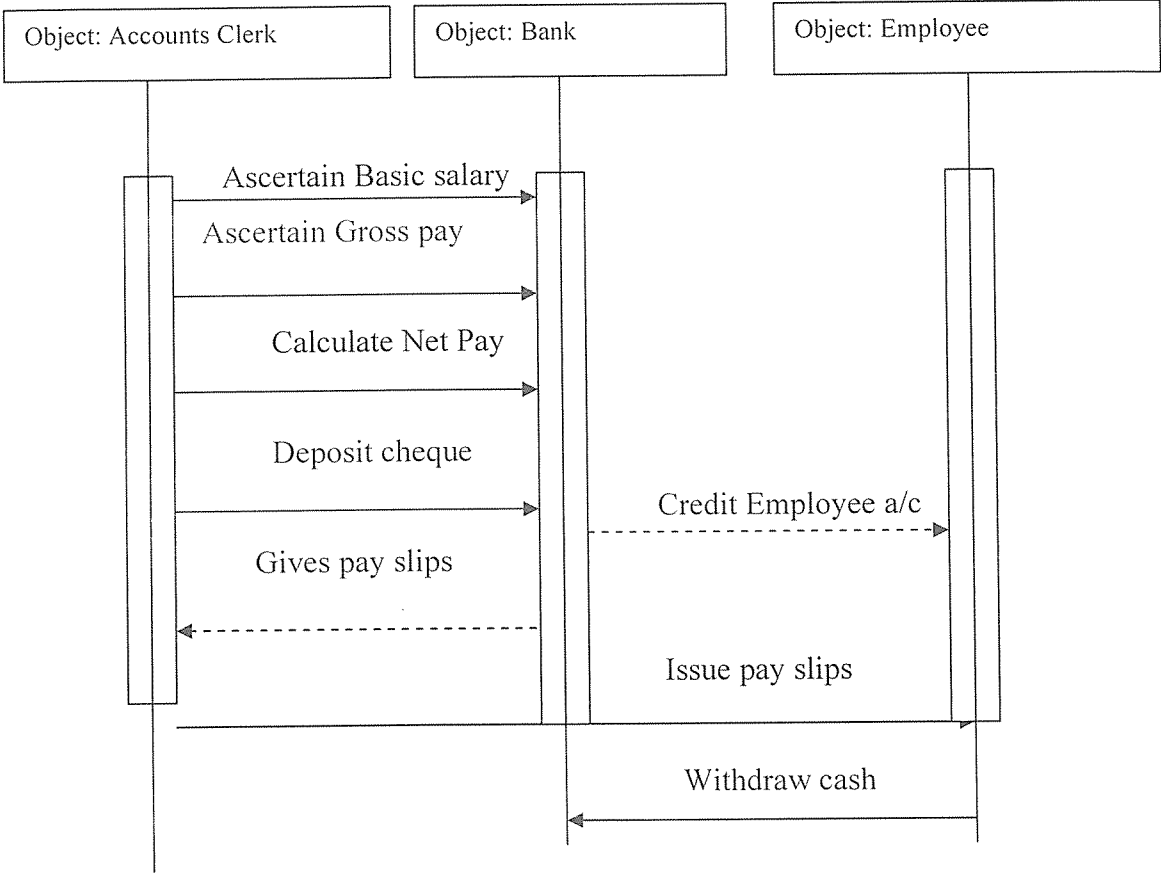 Object: Accounts Clerk
Object: Bank
Object: Employee
Ascertain Basic salary
Ascertain Gross pay
Calculate Net Pay
Deposit cheque
Credit Employee a/c
Gives pay slips
Issue pay slips
Withdraw cash